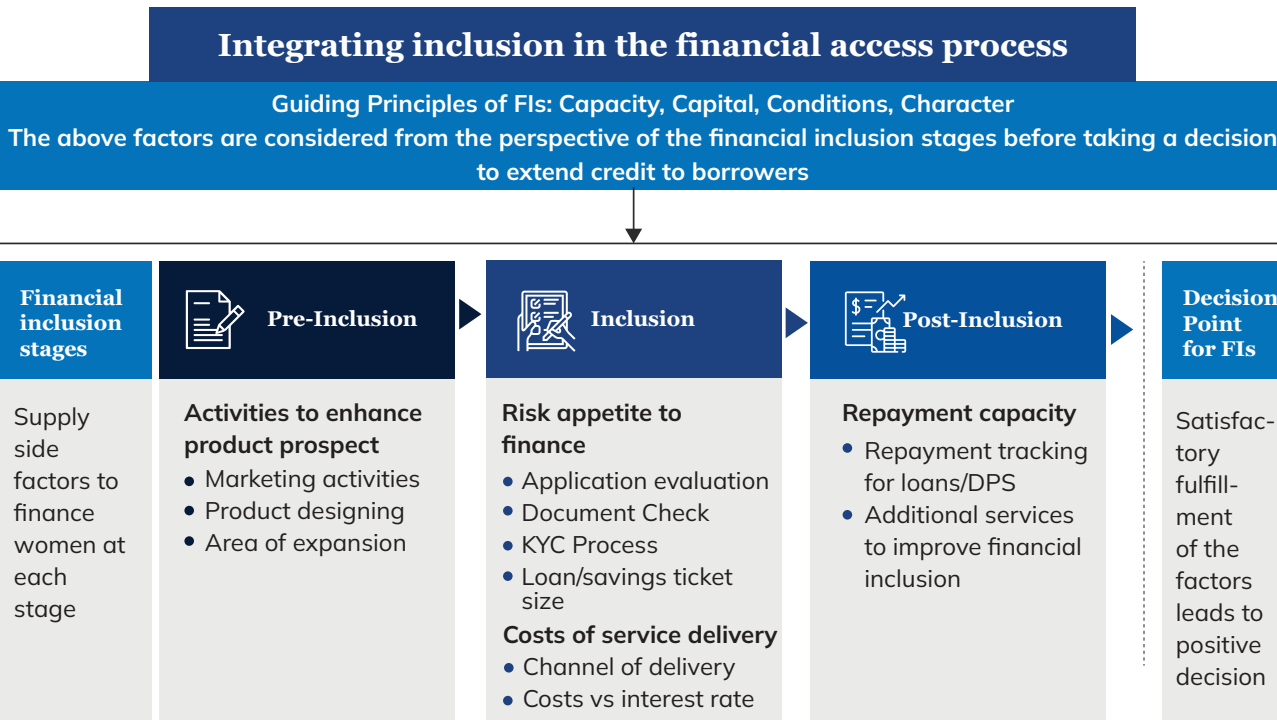 Integrating inclusion in the financial access process
Guiding Principles of FIs: Capacity, Capital, Conditions, Character
The above factors are considered from the perspective of the financial inclusion stages before taking a decision
to extend credit to borrowers
Financial
inclusion
stages
Supply
side
factors to
finance
women at
each
stage
Pre-Inclusion
Activities to enhance
product prospect
• Marketing activities
• Product designing
• Area of expansion
Inclusion
Risk appetite to
finance
• Application evaluation
• Document Check
• KYC Process
• Loan/savings ticket
size
Costs of service delivery
• Channel of delivery
• Costs vs interest rate
Post-Inclusion
Repayment capacity
• Repayment tracking
for loans/DPS
• Additional services
to improve financial
inclusion
Decision
Point
for FIs
Satisfac-
tory
fulfill-
ment
of the
factors
leads to
positive
decision